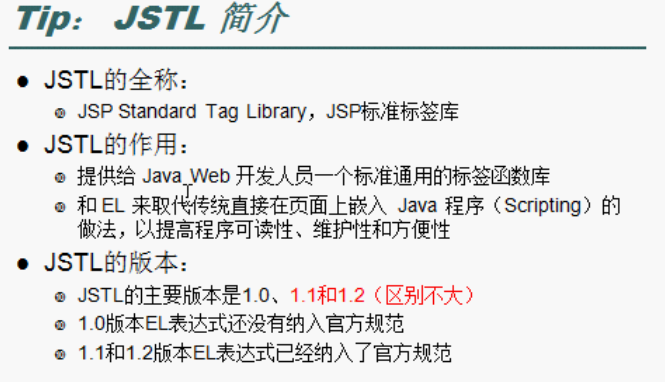 Tip： JSTL 简介
JSTL的全称：
JSP Standard Tag Library，JSP标准标签库
JSTL的作用：
提供给 Java Web 开发人员一个标准通用的标签函数库
和 EL 来取代传统直接在页面上嵌入 Java 程序（Scripting）的
做法，以提高程序可读性、维护性和方便性
JSTL的版本：
JSTL的主要版本是1.0、1.1和1.2（区别不大）
1.0版本EL表达式还没有纳入官方规范
1.1和1.2版本EL表达式已经纳入了官方规范